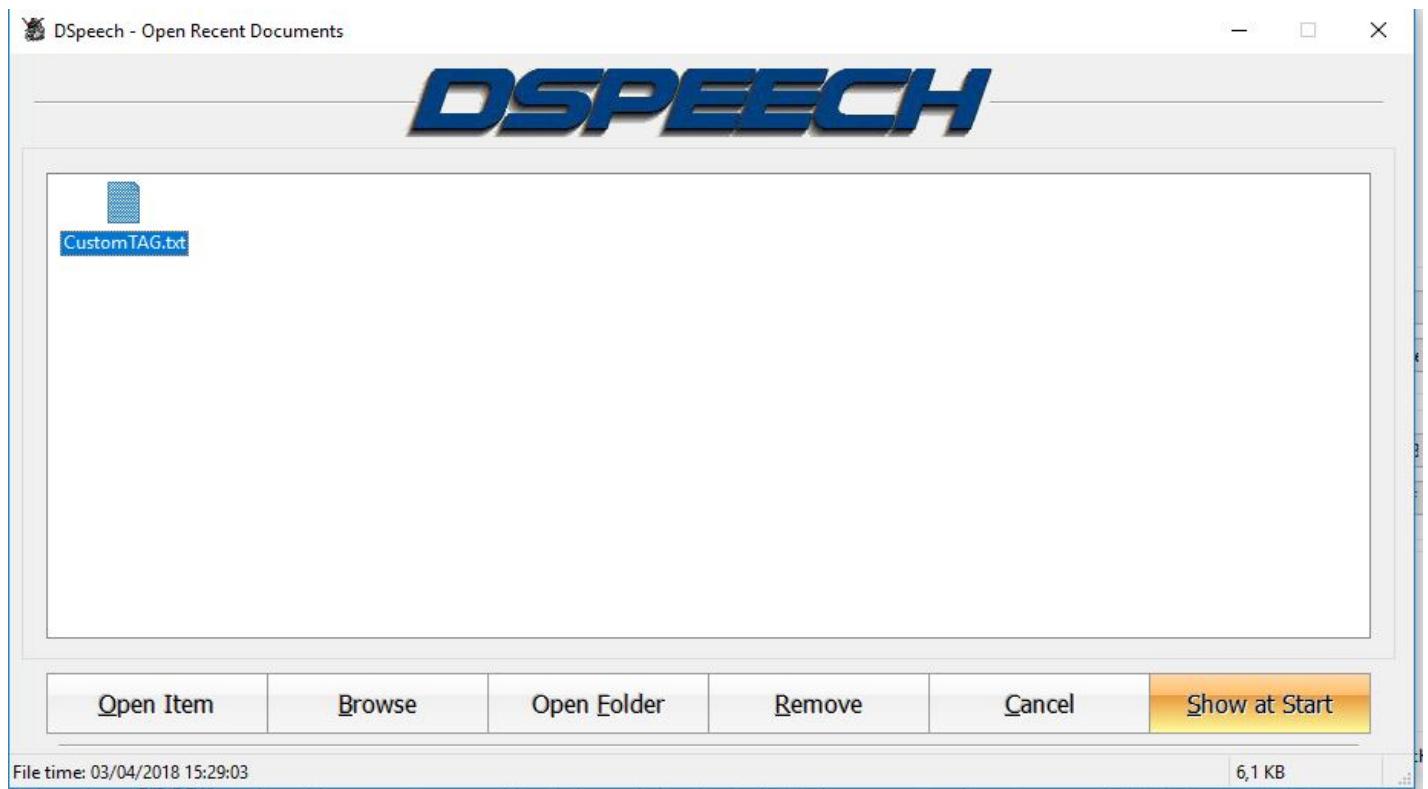 DSpeech - Open Recent Documents
DSPEECH
CustomTAG.txt
Open Item Browse Open Folder Remove Cancel Show at Start
File time: 03/04/2018 15:29:03 6,1 KB